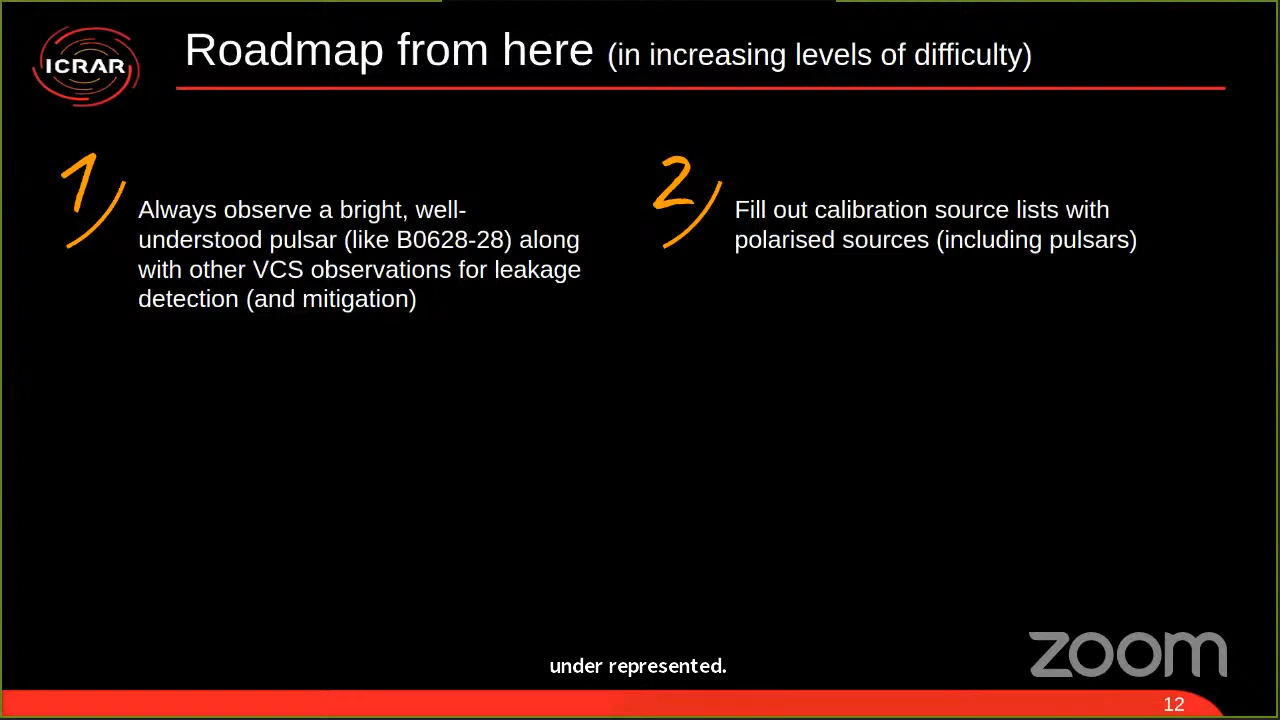 ICRAR
Roadmap from here (in increasing levels of difficulty)
1)
Always observe a bright, well-
understood pulsar (like B0628-28) along
with other VCS observations for leakage
detection (and mitigation)
2)
Fill out calibration source lists with
polarised sources (including pulsars)
under represented.
zoom
12